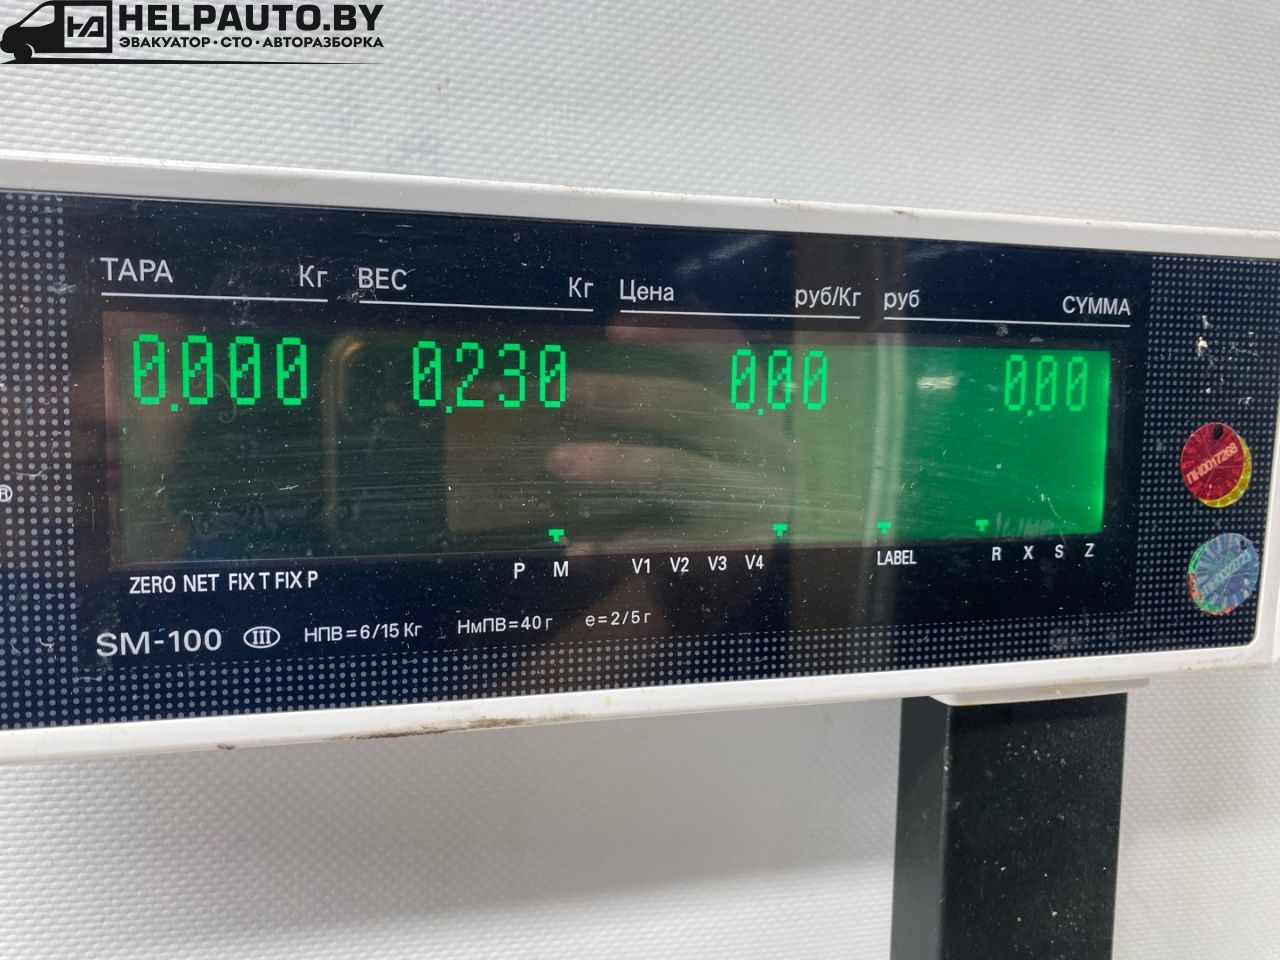 HELPAUTO.BY
ЭВАКУАТОР · СТО · АВТОРАЗБОРКА
ТАРА Кг ВЕС Кг Цена руб/Кг руб СУММА
0.000 0.230 0.00 0.00
ZERO NET FIX T FIX P P M V1 V2 V3 V4 LABEL R X S Z
SM-100 III НПВ=6/15 Кг НмПВ=40 г e=2/5 г
®
ПН0017268